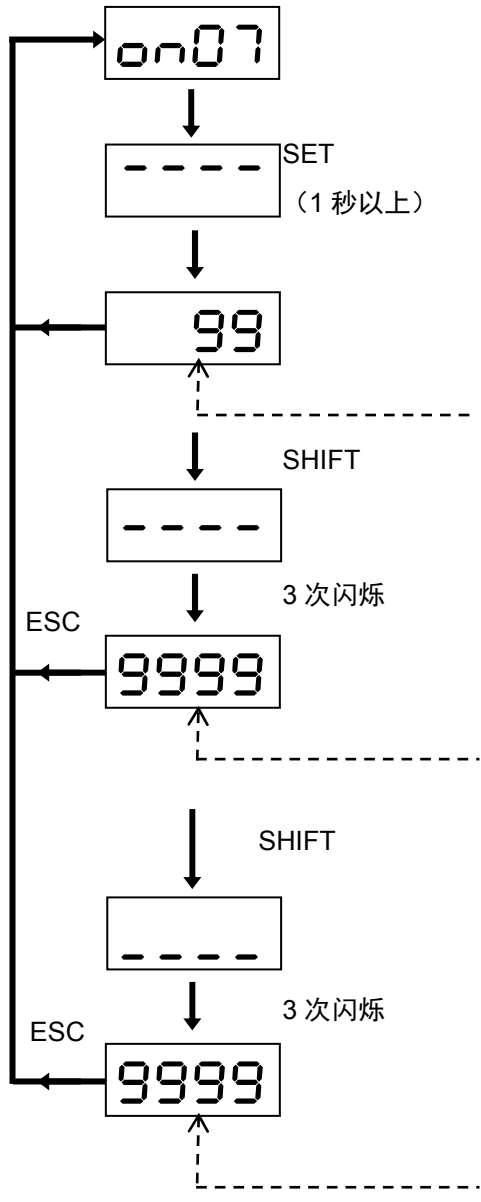 on07
---- SET
（1 秒以上）
99
SHIFT
----
3 次闪烁
ESC
9999
SHIFT
----
3 次闪烁
ESC
9999